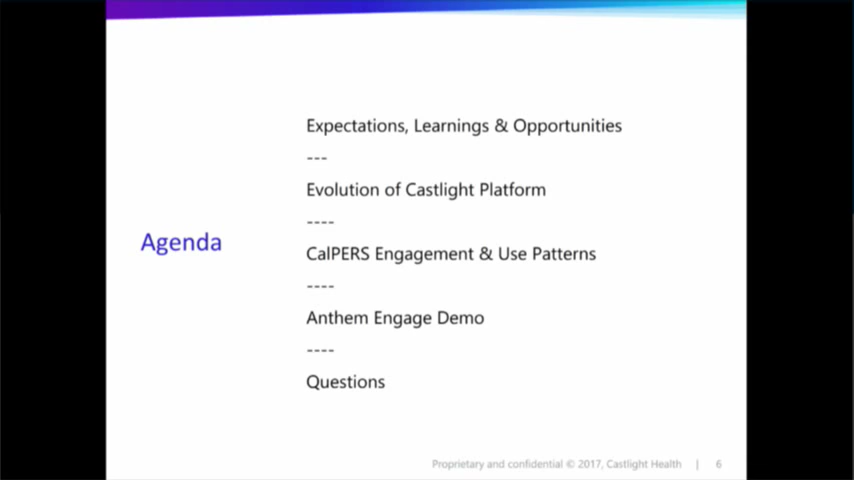 Agenda
Expectations, Learnings & Opportunities
---
Evolution of Castlight Platform
----
CalPERS Engagement & Use Patterns
----
Anthem Engage Demo
----
Questions
Proprietary and confidential © 2017, Castlight Health | 6